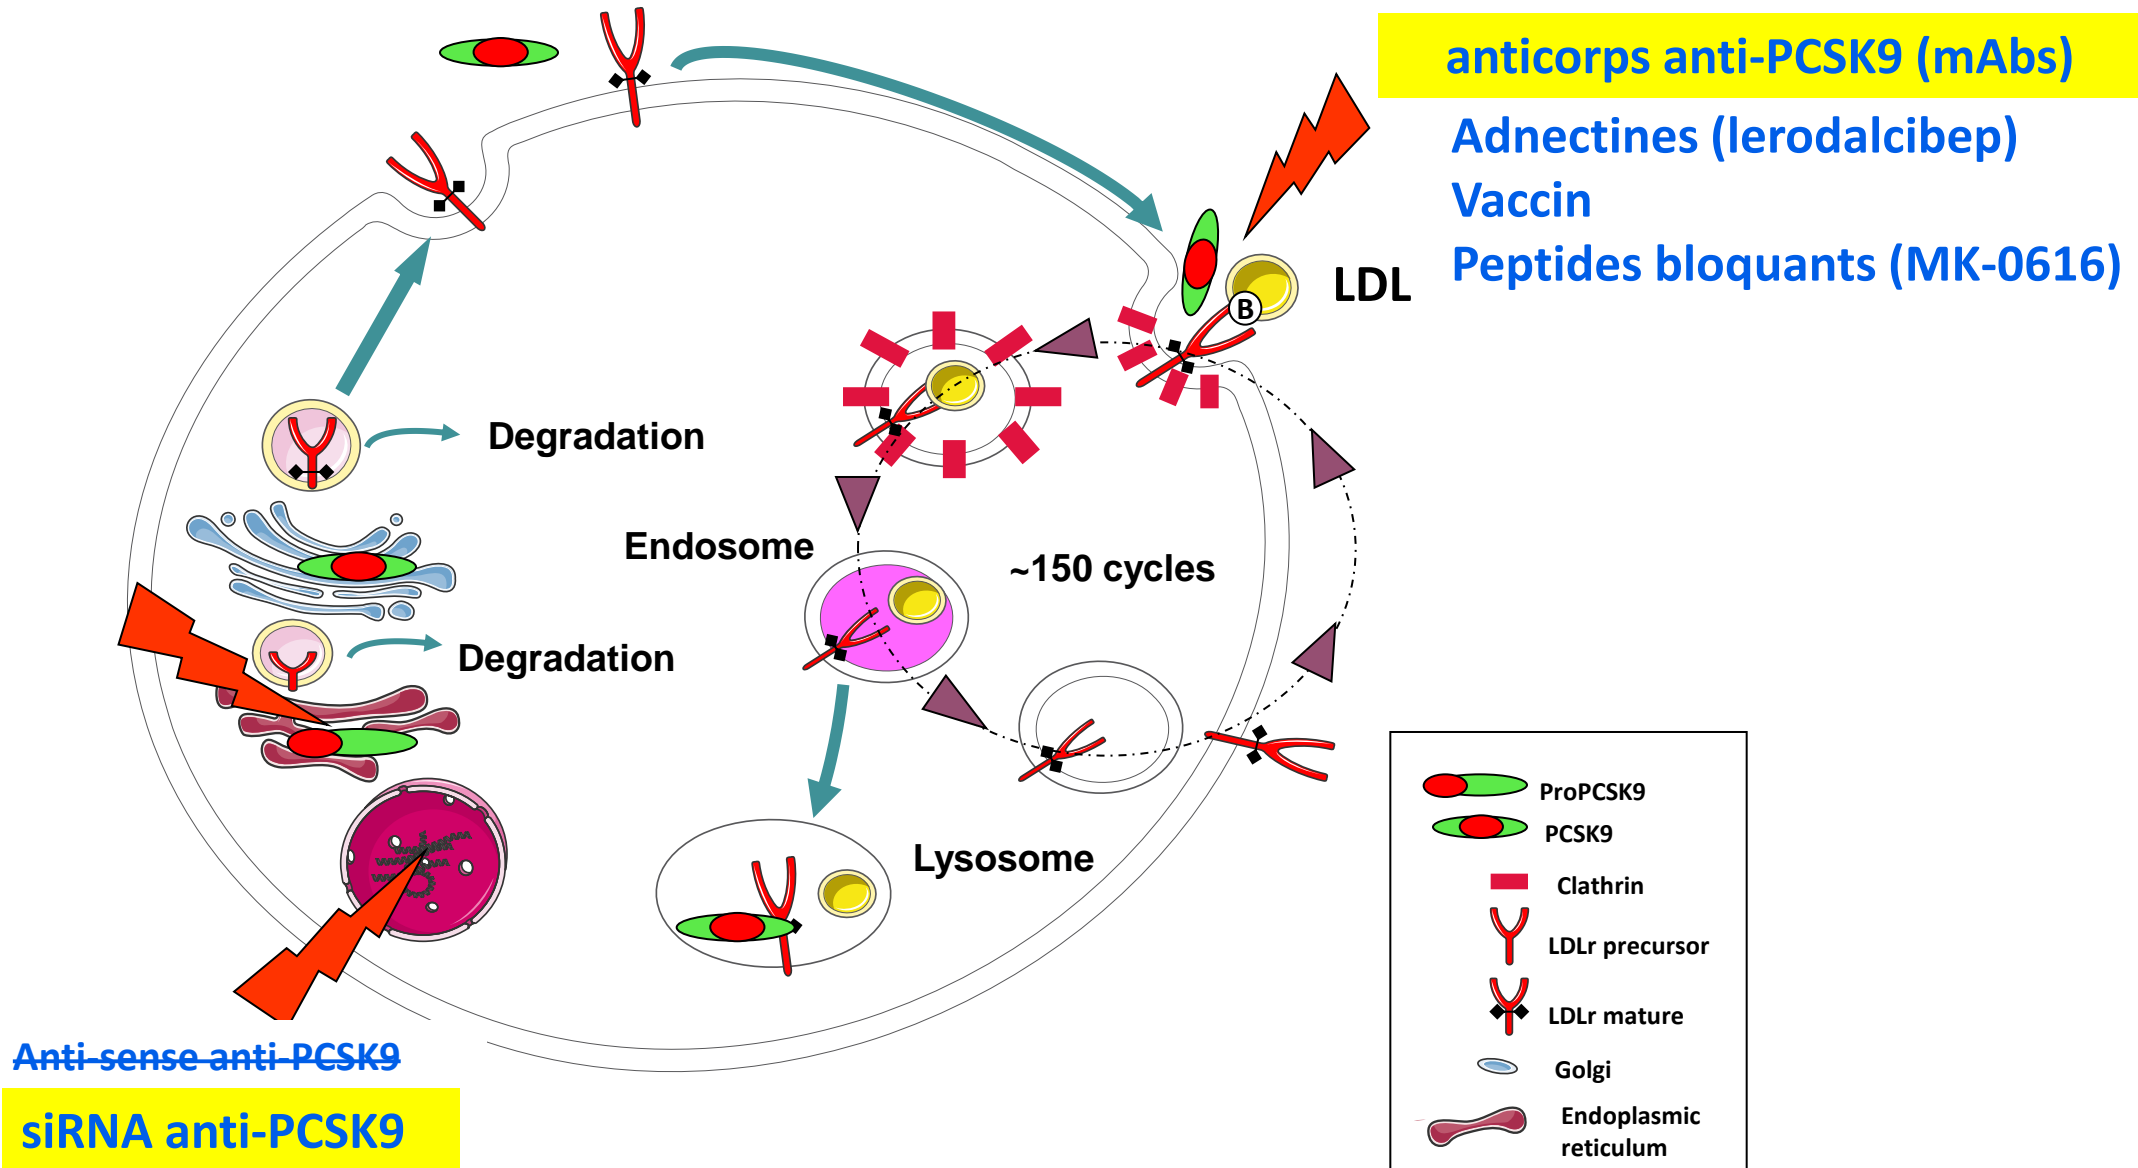 anticorps anti-PCSK9 (mAbs)
Adnectines (lerodalcibep)
Vaccin
Peptides bloquants (MK-0616)
LDL
B
Degradation
Endosome
~150 cycles
Degradation
Lysosome
Anti-sense anti-PCSK9
siRNA anti-PCSK9
ProPCSK9
PCSK9
Clathrin
LDLr precursor
LDLr mature
Golgi
Endoplasmic
reticulum